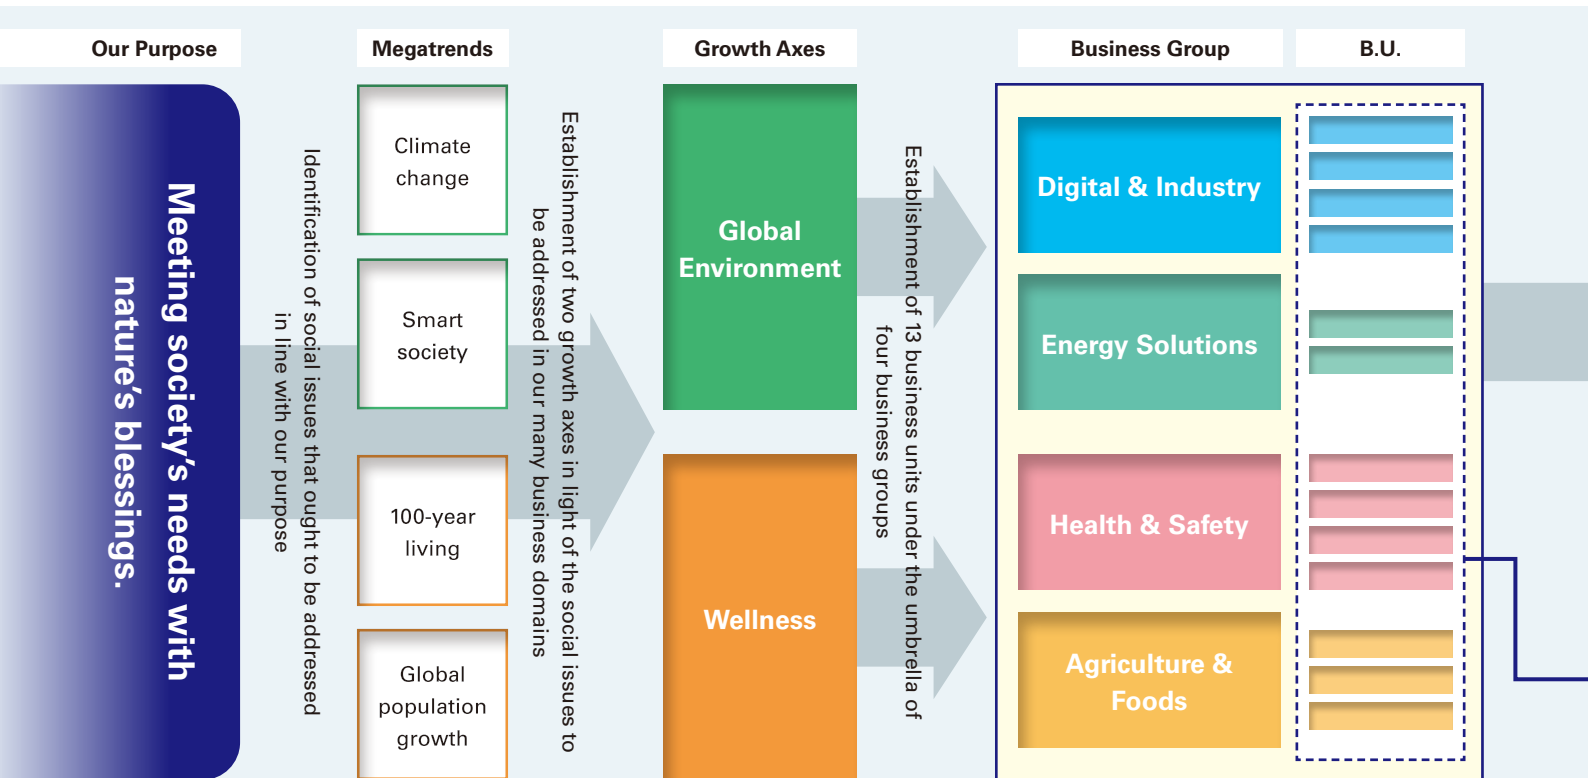 Our Purpose
Megatrends
Growth Axes
Business Group
B.U.
Meeting society's needs with
nature's blessings.
Identification of social issues that ought to be addressed
in line with our purpose
Climate
change
Smart
society
100-year
living
Global
population
growth
Establishment of two growth axes in light of the social issues to
be addressed in our many business domains
Global
Environment
Wellness
Establishment of 13 business units under the umbrella of
four business groups
Digital & Industry
Energy Solutions
Health & Safety
Agriculture &
Foods